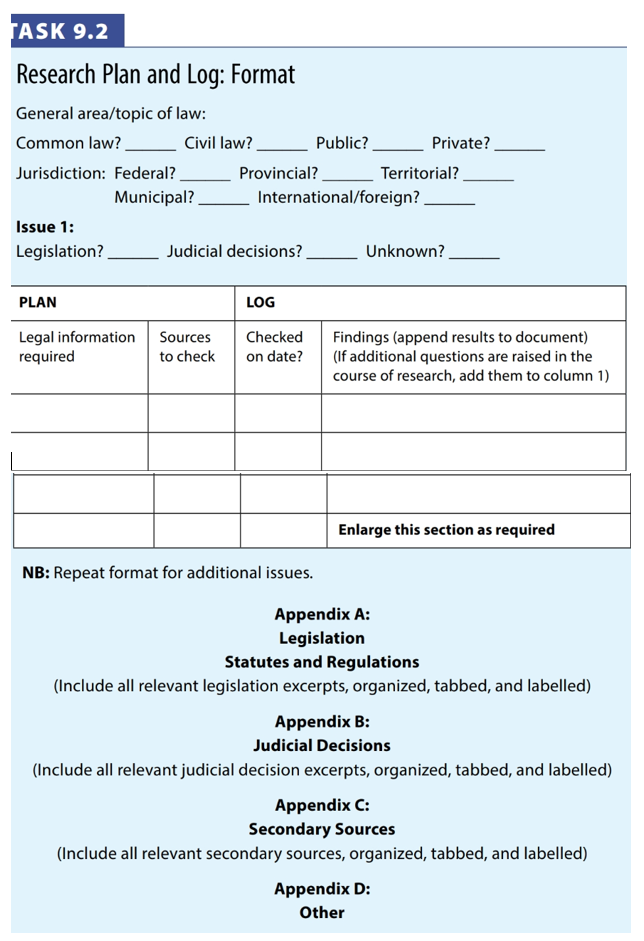 TASK 9.2
Research Plan and Log: Format
General area/topic of law:
Common law? ______ Civil law? ______ Public? ______ Private? ______
Jurisdiction: Federal? ______ Provincial? ______ Territorial? ______
Municipal? ______ International/foreign? ______
Issue 1:
Legislation? ______ Judicial decisions? ______ Unknown? ______
PLAN LOG
Legal information required Sources to check Checked on date? Findings (append results to document) (If additional questions are raised in the course of research, add them to column 1)
Enlarge this section as required
NB: Repeat format for additional issues.
Appendix A:
Legislation
Statutes and Regulations
(Include all relevant legislation excerpts, organized, tabbed, and labelled)
Appendix B:
Judicial Decisions
(Include all relevant judicial decision excerpts, organized, tabbed, and labelled)
Appendix C:
Secondary Sources
(Include all relevant secondary sources, organized, tabbed, and labelled)
Appendix D:
Other